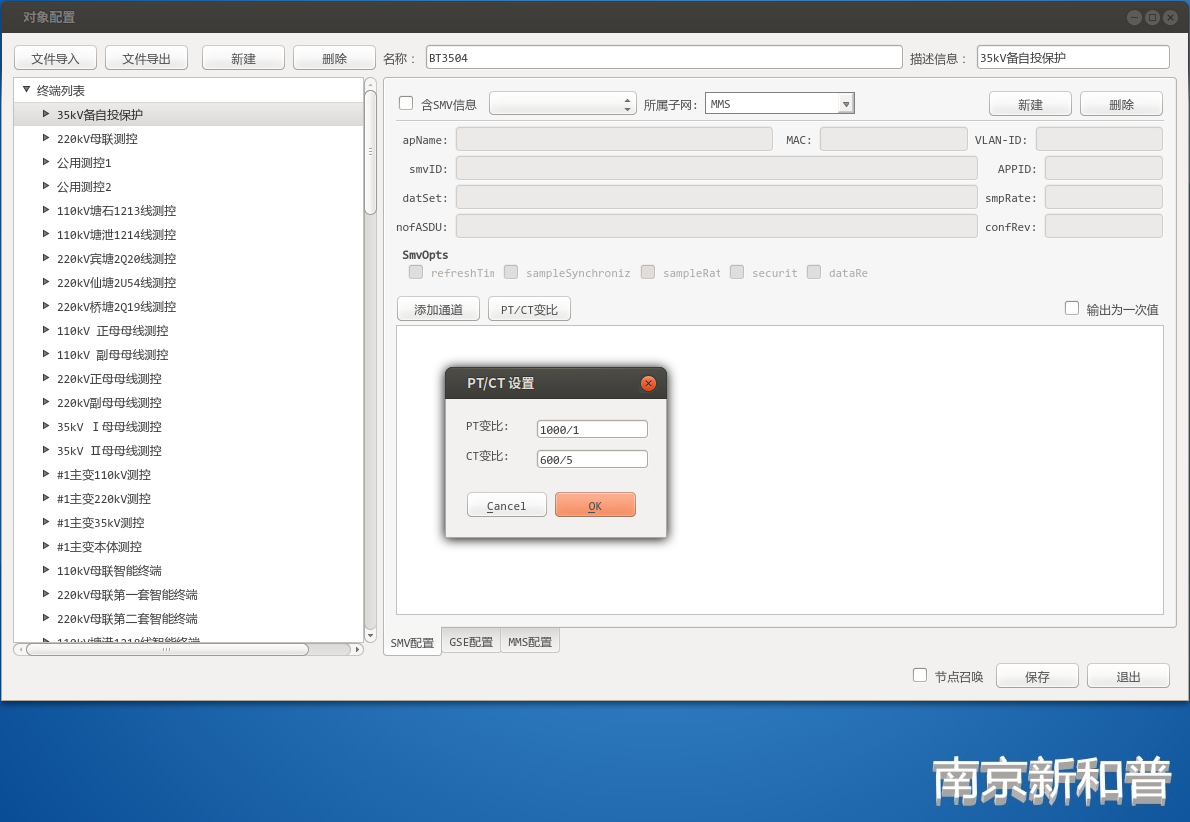 对象配置
文件导入 文件导出 新建 删除 名称: BT3504 描述信息: 35kV备自投保护
终端列表
35kV备自投保护
220kV母联测控
公用测控1
公用测控2
110kV塘石1213线测控
110kV塘泄1214线测控
220kV宾塘2Q20线测控
220kV仙塘2U54线测控
220kV桥塘2Q19线测控
110kV 正母母线测控
110kV 副母母线测控
220kV正母母线测控
220kV副母母线测控
35kV Ⅰ母母线测控
35kV Ⅱ母母线测控
#1主变110kV测控
#1主变220kV测控
#1主变35kV测控
#1主变本体测控
110kV母联智能终端
220kV母联第一套智能终端
220kV母联第二套智能终端
含SMV信息 所属子网: MMS 新建 删除
apName: MAC: VLAN-ID:
smvID: APPID:
datSet: smpRate:
nofASDU: confRev:
SmvOpts
refreshTim sampleSynchroniz sampleRat securit dataRe
添加通道 PT/CT变比 输出为一次值
PT/CT 设置
PT变比: 1000/1
CT变比: 600/5
Cancel OK
SMV配置 GSE配置 MMS配置
节点召唤 保存 退出
南京新和普